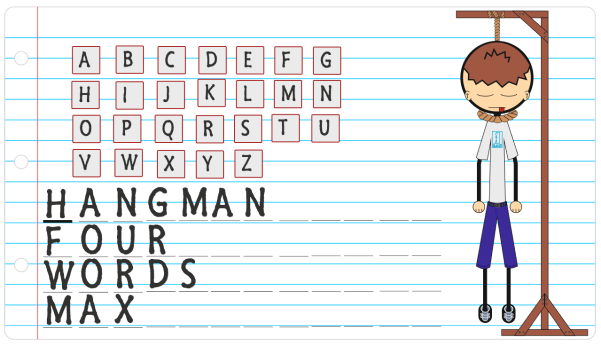 A B C D E F G
H I J K L M N
O P Q R S T U
V W X Y Z
HANGMAN
FOUR
WORDS
MAX